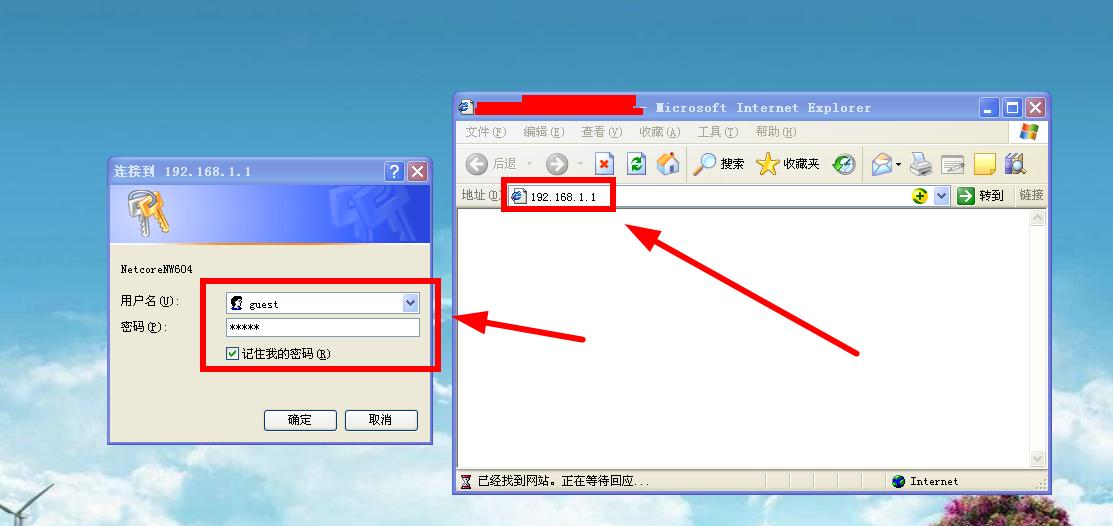 连接到 192.168.1.1
NetcoreNW604
用户名(U):
guest
密码(P):
*****
记住我的密码(R)
确定
取消
- Microsoft Internet Explorer
文件(F) 编辑(E) 查看(V) 收藏(A) 工具(T) 帮助(H)
后退 搜索 收藏夹
地址(D) 192.168.1.1 转到 链接
已经找到网站。正在等待回应...
Internet